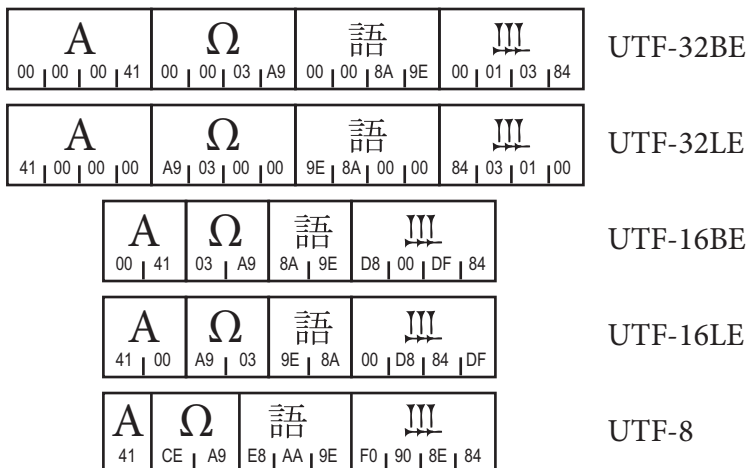 A Ω 語 𐎄 UTF-32BE
00 00 00 41 00 00 03 A9 00 00 8A 9E 00 01 03 84
A Ω 語 𐎄 UTF-32LE
41 00 00 00 A9 03 00 00 9E 8A 00 00 84 03 01 00
A Ω 語 𐎄 UTF-16BE
00 41 03 A9 8A 9E D8 00 DF 84
A Ω 語 𐎄 UTF-16LE
41 00 A9 03 9E 8A 00 D8 84 DF
A Ω 語 𐎄 UTF-8
41 CE A9 E8 AA 9E F0 90 8E 84